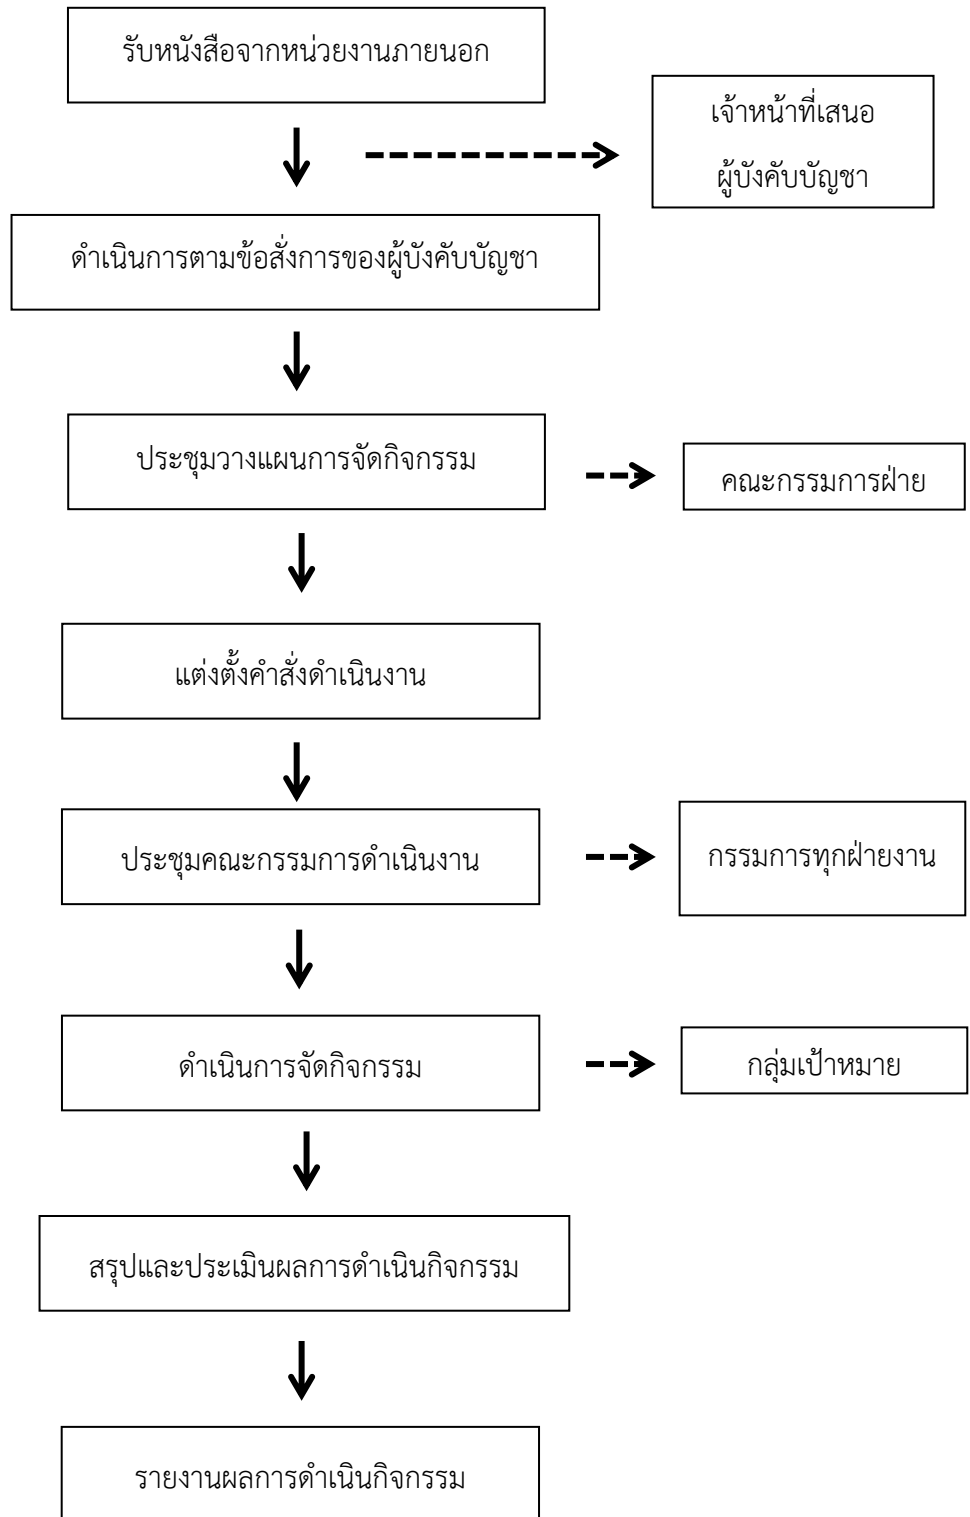 รับหนังสือจากหน่วยงานภายนอก
เจ้าหน้าที่เสนอ
ผู้บังคับบัญชา
ดำเนินการตามข้อสั่งการของผู้บังคับบัญชา
ประชุมวางแผนการจัดกิจกรรม
คณะกรรมการฝ่าย
แต่งตั้งคำสั่งดำเนินงาน
ประชุมคณะกรรมการดำเนินงาน
กรรมการทุกฝ่ายงาน
ดำเนินการจัดกิจกรรม
กลุ่มเป้าหมาย
สรุปและประเมินผลการดำเนินกิจกรรม
รายงานผลการดำเนินกิจกรรม